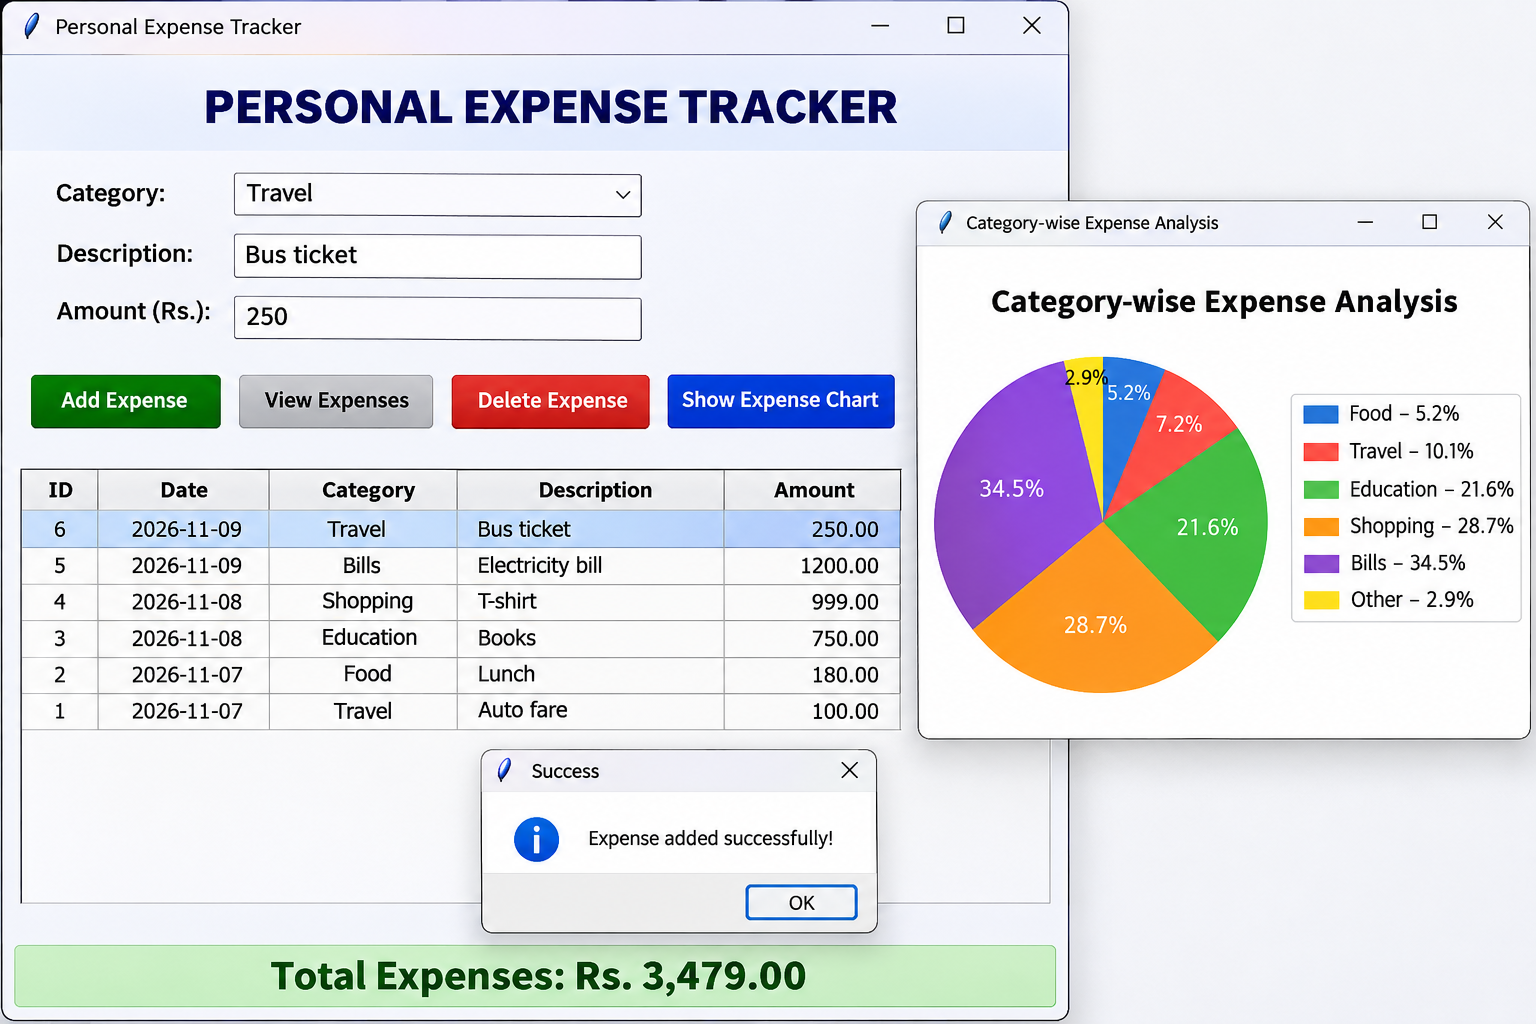 Personal Expense Tracker
PERSONAL EXPENSE TRACKER
Category: Travel
Description: Bus ticket
Amount (Rs.): 250
Add Expense View Expenses Delete Expense Show Expense Chart
ID Date Category Description Amount
6 2026-11-09 Travel Bus ticket 250.00
5 2026-11-09 Bills Electricity bill 1200.00
4 2026-11-08 Shopping T-shirt 999.00
3 2026-11-08 Education Books 750.00
2 2026-11-07 Food Lunch 180.00
1 2026-11-07 Travel Auto fare 100.00
Success
Expense added successfully!
OK
Total Expenses: Rs. 3,479.00
Category-wise Expense Analysis
Category-wise Expense Analysis
2.9%
5.2%
7.2%
34.5%
21.6%
28.7%
Food – 5.2%
Travel – 10.1%
Education – 21.6%
Shopping – 28.7%
Bills – 34.5%
Other – 2.9%